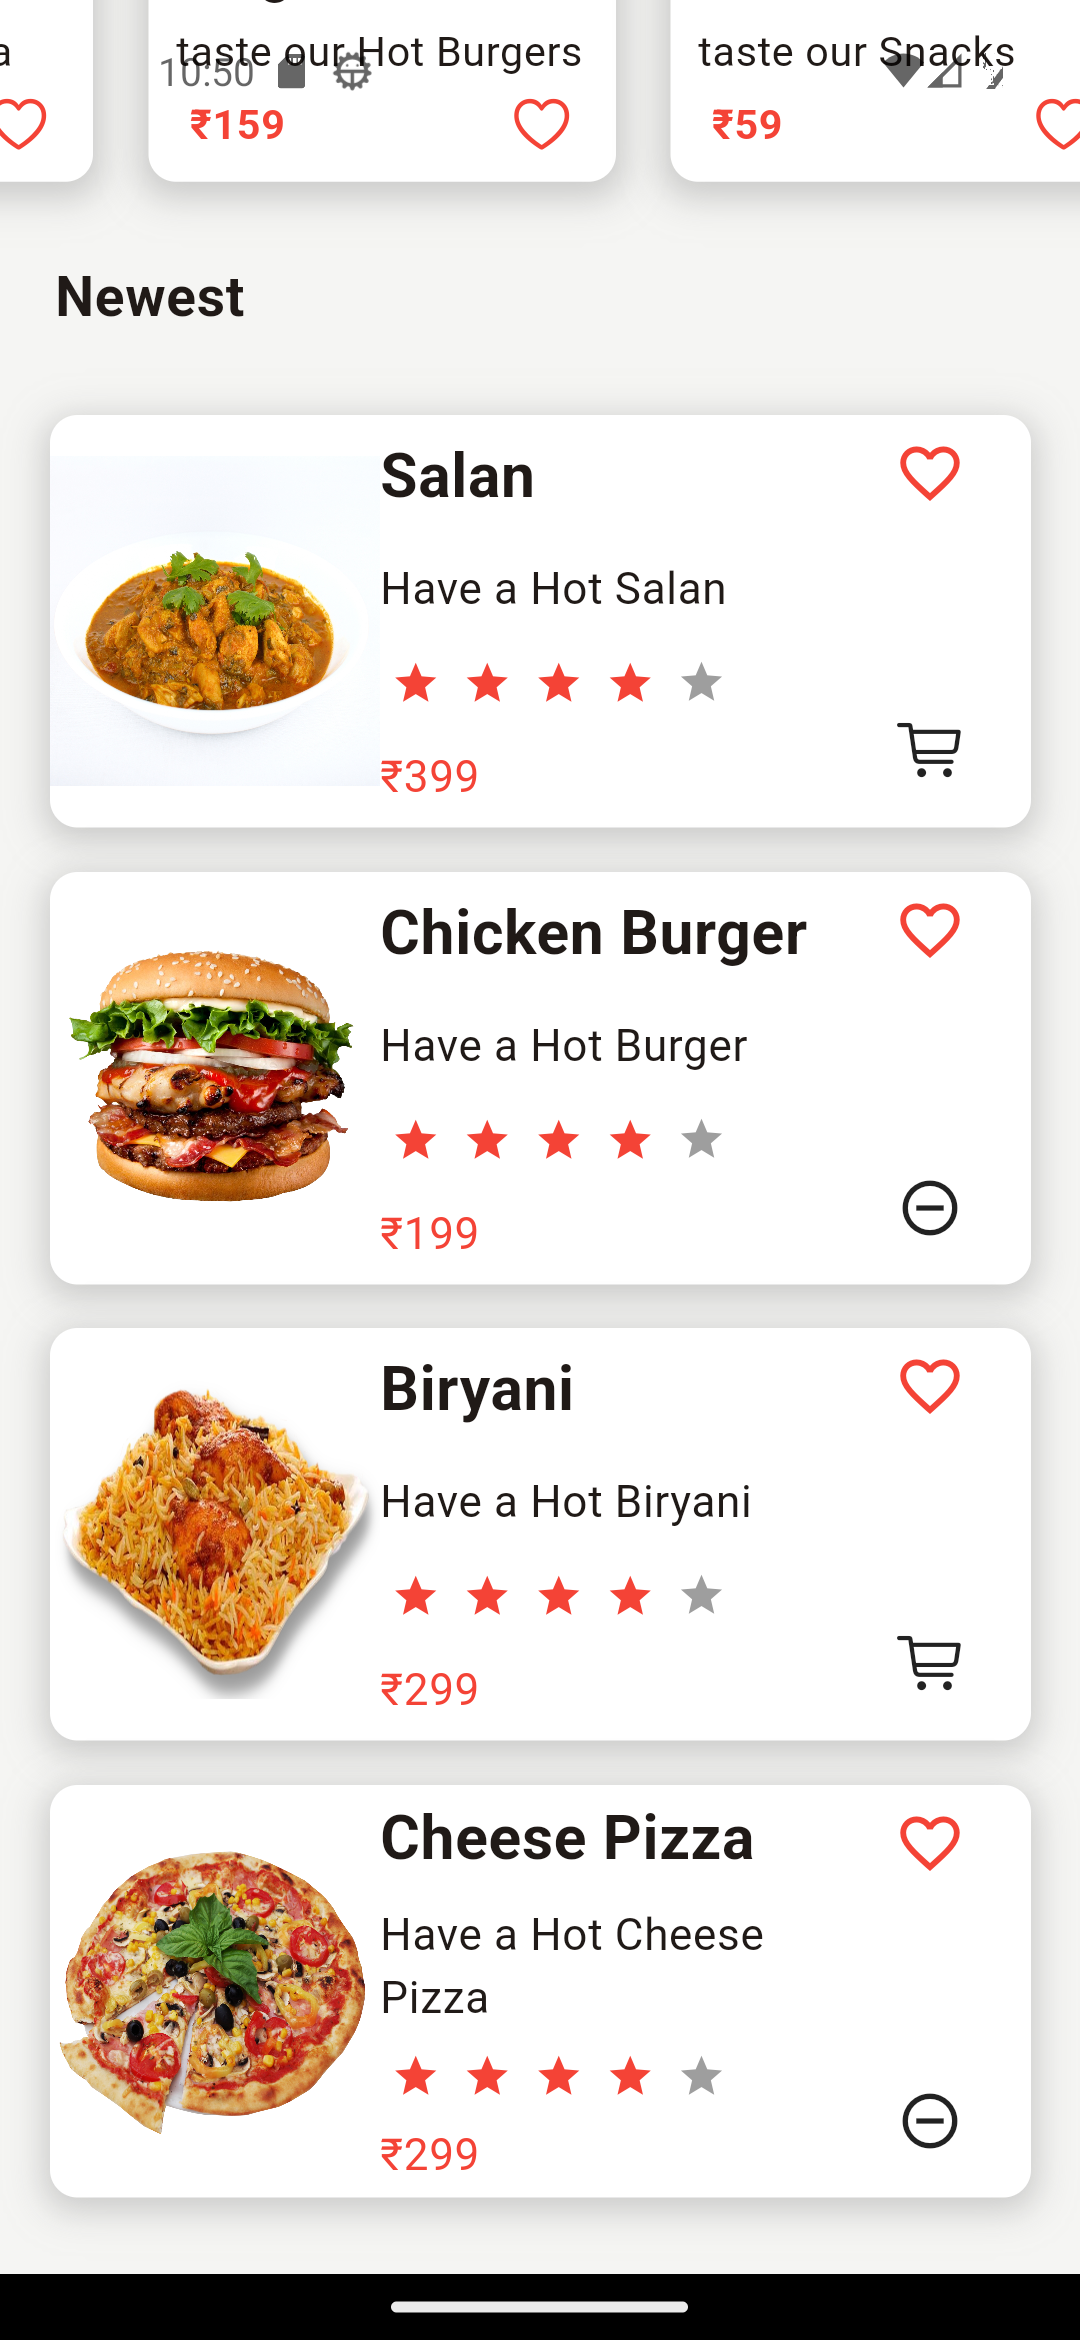 a
taste our Hot Burgers
taste our Snacks
10:50
₹159
₹59
Newest
Salan
Have a Hot Salan
₹399
Chicken Burger
Have a Hot Burger
₹199
Biryani
Have a Hot Biryani
₹299
Cheese Pizza
Have a Hot Cheese
Pizza
₹299